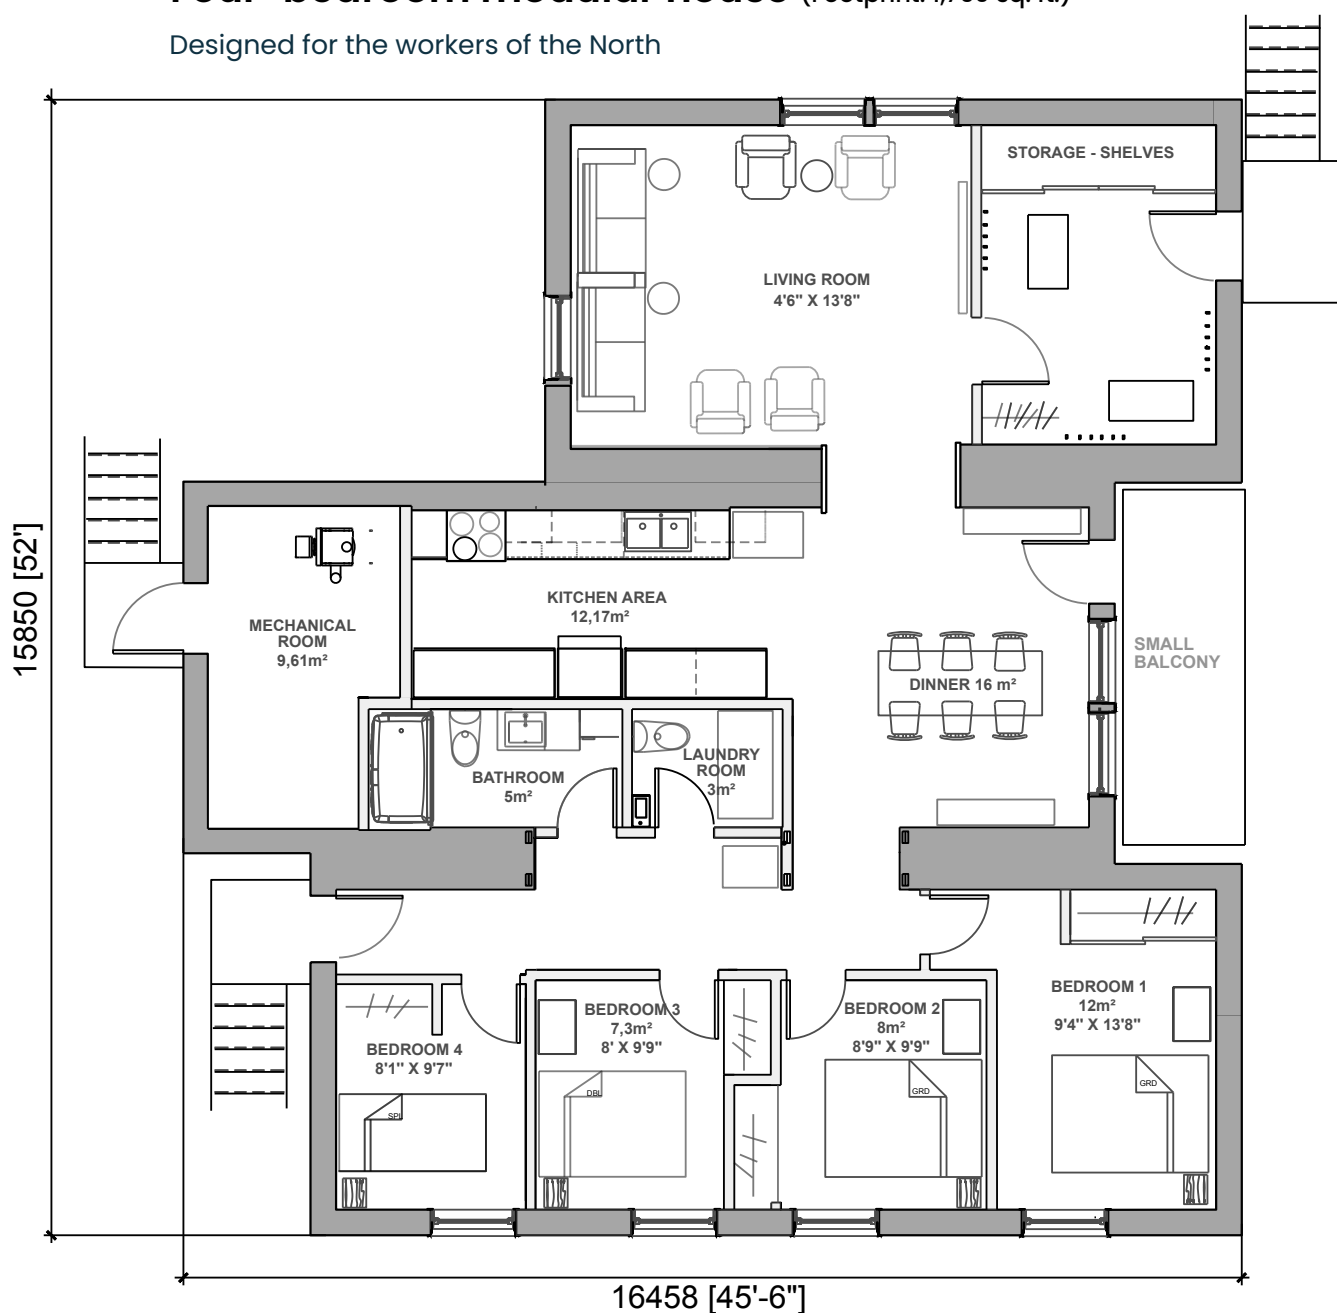 Designed for the workers of the North
STORAGE - SHELVES
LIVING ROOM
4'6" X 13'8"
15850 [52']
KITCHEN AREA
12,17m²
MECHANICAL
ROOM
9,61m²
SMALL
BALCONY
DINNER 16 m²
BATHROOM
5m²
LAUNDRY
ROOM
3m²
BEDROOM 1
12m²
9'4" X 13'8"
BEDROOM 2
8m²
8'9" X 9'9"
BEDROOM 3
7,3m²
8' X 9'9"
BEDROOM 4
8'1" X 9'7"
DBL
GRD
GRD
16458 [45'-6"]